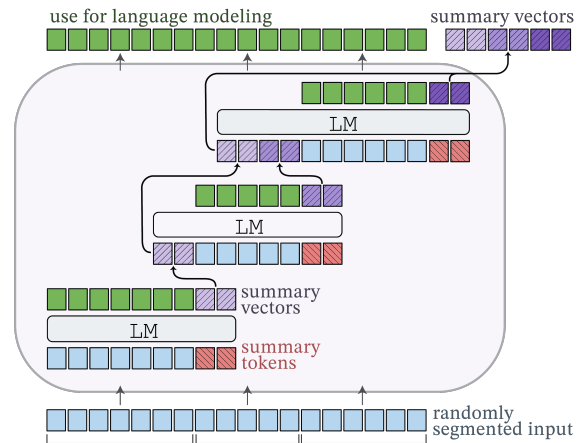 use for language modeling
summary vectors
LM
LM
summary
vectors
LM
summary
tokens
randomly
segmented input